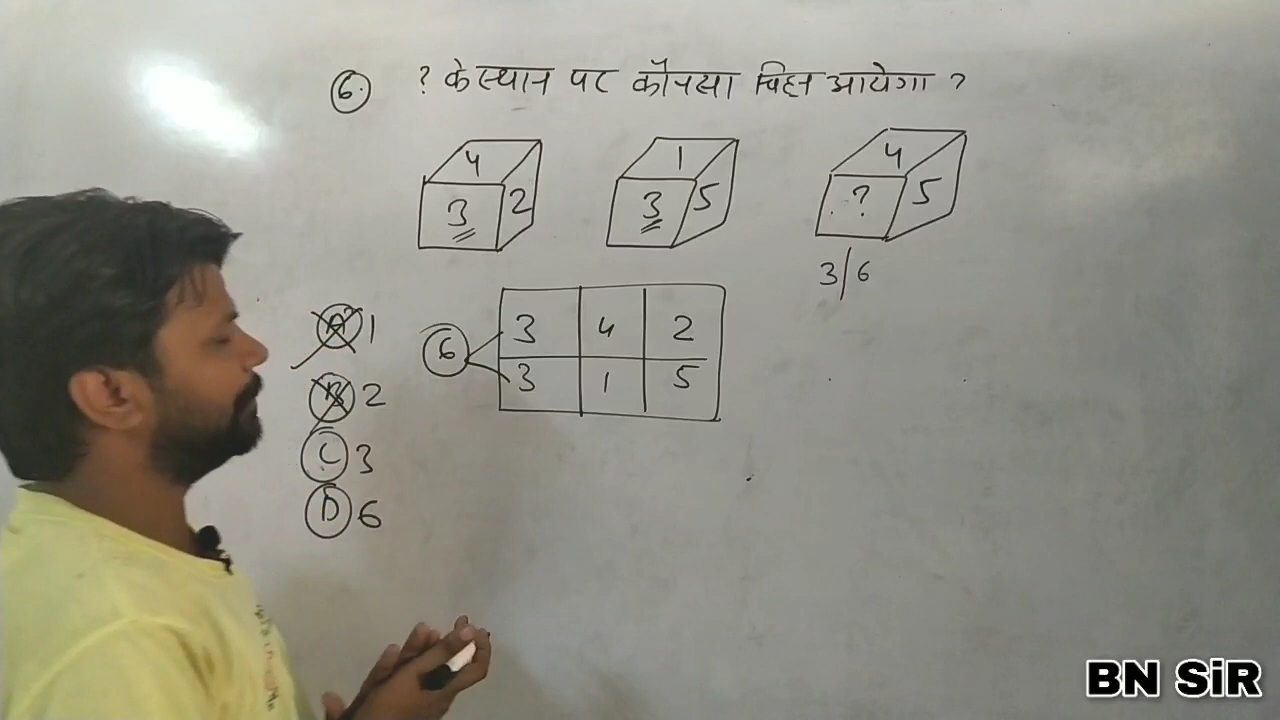 6. ? के स्थान पर कौनसा चिह्न आयेगा ?
4 3 2
1 3 5
4 ? 5
3/6
A 1
B 2
C 3
D 6
6
3 4 2
3 1 5
BN SiR